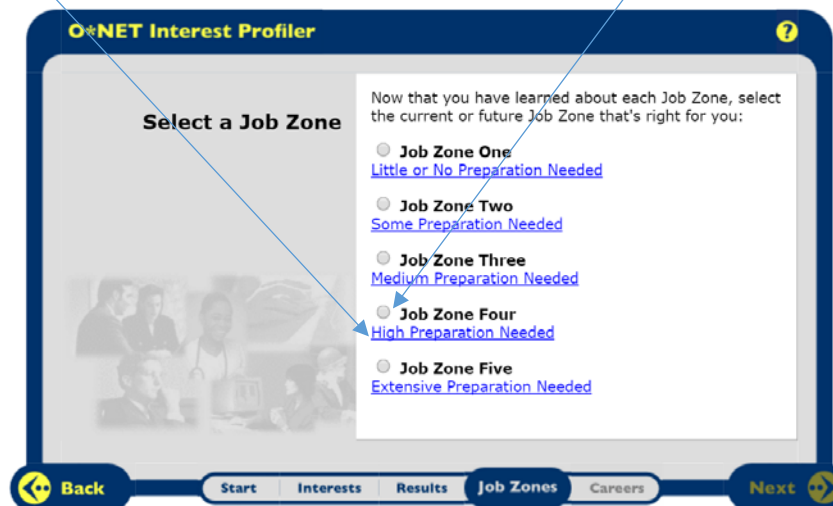 O*NET Interest Profiler
?
Select a Job Zone
Now that you have learned about each Job Zone, select
the current or future Job Zone that's right for you:
Job Zone One
Little or No Preparation Needed
Job Zone Two
Some Preparation Needed
Job Zone Three
Medium Preparation Needed
Job Zone Four
High Preparation Needed
Job Zone Five
Extensive Preparation Needed
Back Start Interests Results Job Zones Careers Next